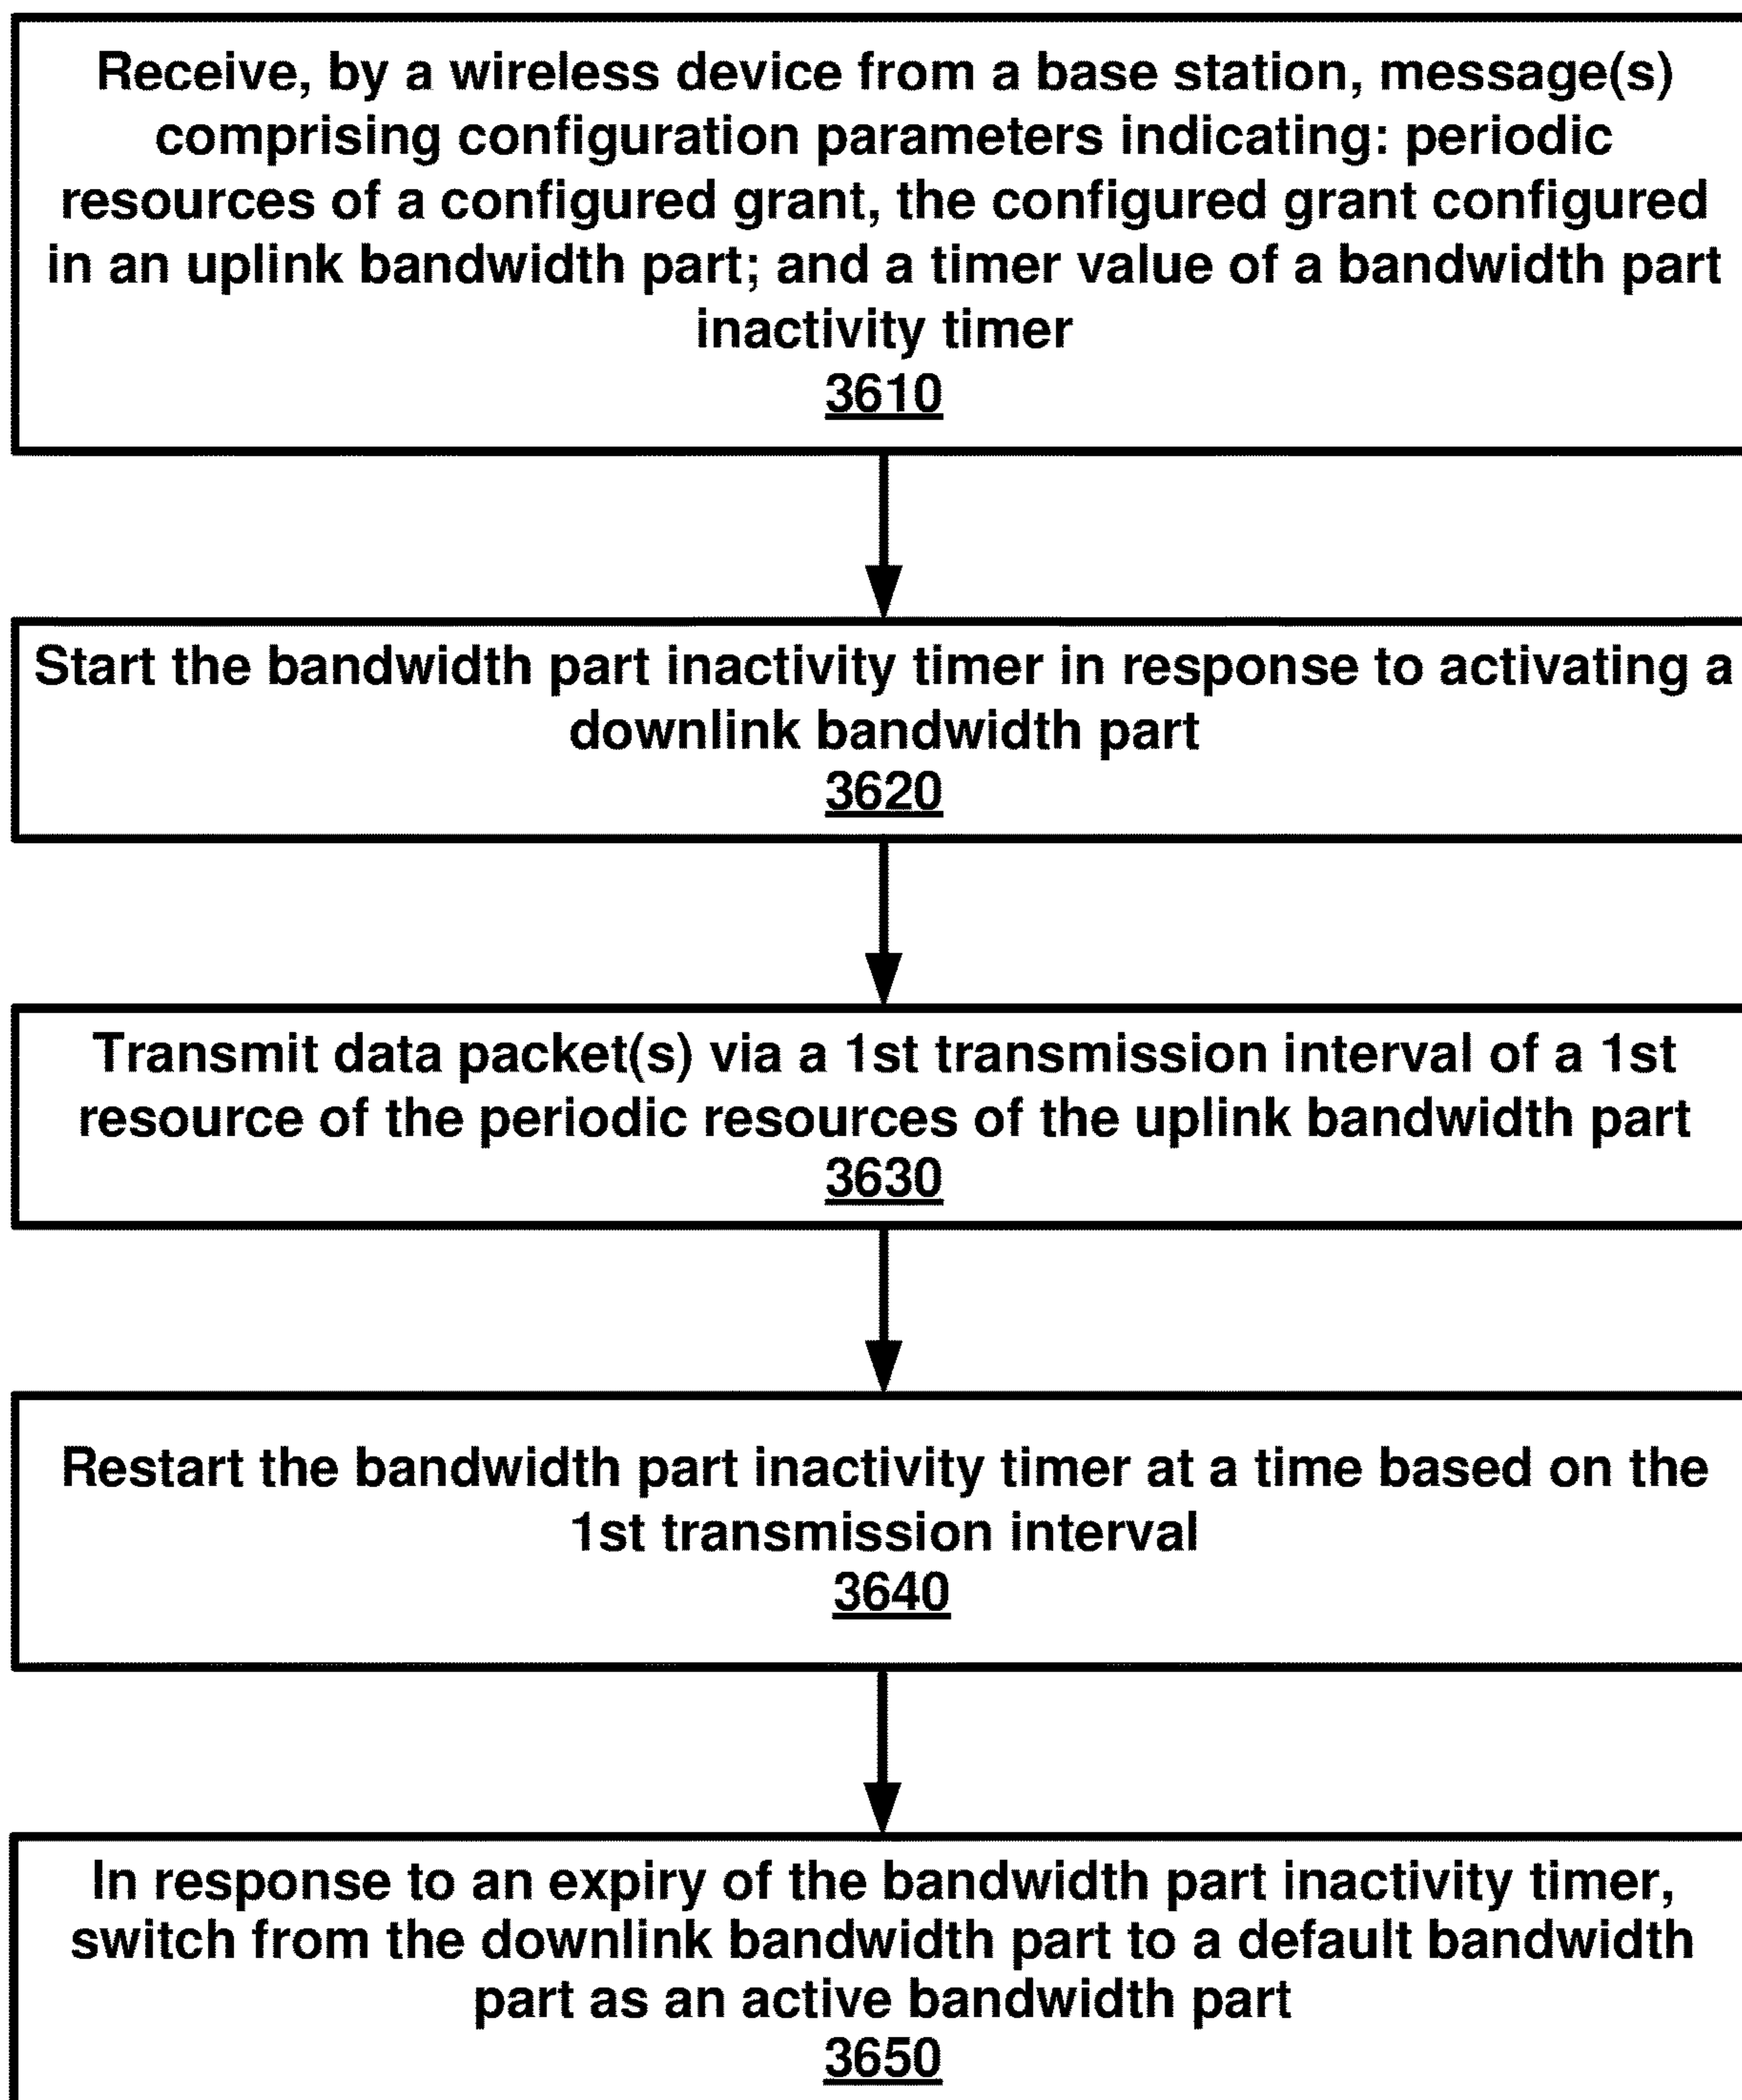 Receive, by a wireless device from a base station, message(s)
comprising configuration parameters indicating: periodic
resources of a configured grant, the configured grant configured
in an uplink bandwidth part; and a timer value of a bandwidth part
inactivity timer
3610
Start the bandwidth part inactivity timer in response to activating a
downlink bandwidth part
3620
Transmit data packet(s) via a 1st transmission interval of a 1st
resource of the periodic resources of the uplink bandwidth part
3630
Restart the bandwidth part inactivity timer at a time based on the
1st transmission interval
3640
In response to an expiry of the bandwidth part inactivity timer,
switch from the downlink bandwidth part to a default bandwidth
part as an active bandwidth part
3650